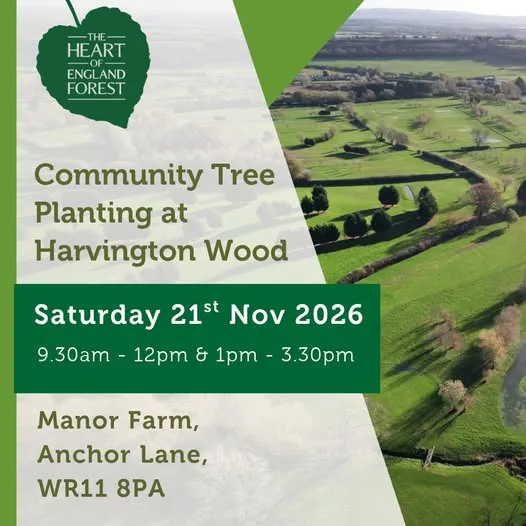 THE
HEART
OF
ENGLAND
FOREST
Community Tree
Planting at
Harvington Wood
Saturday 21st Nov 2026
9.30am - 12pm & 1pm - 3.30pm
Manor Farm,
Anchor Lane,
WR11 8PA